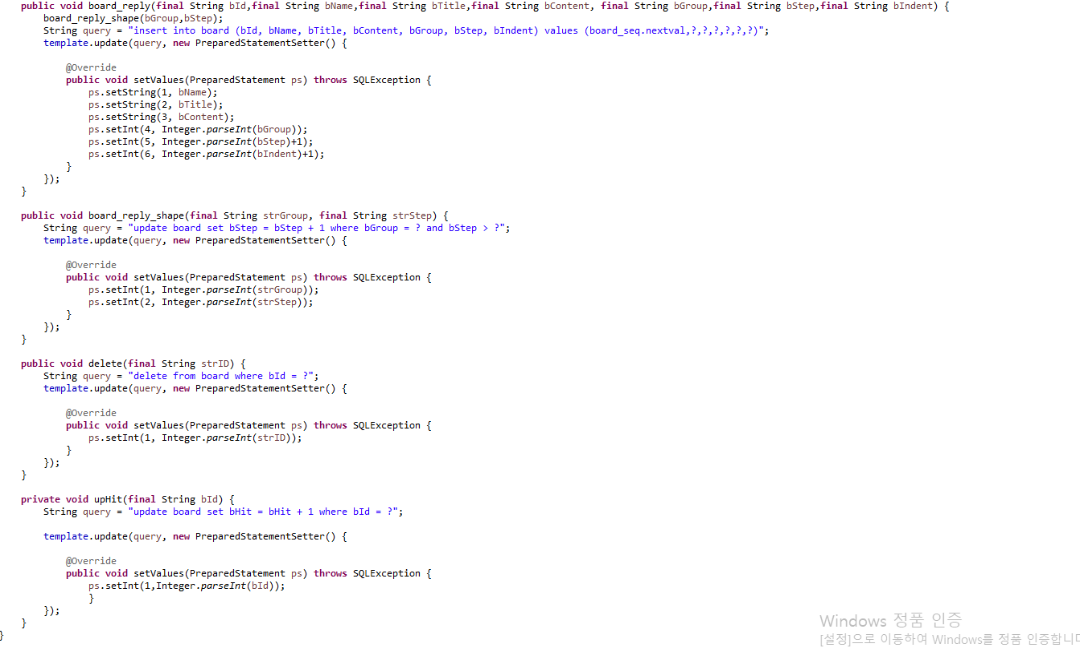 public void board_reply(final String bId,final String bName,final String bTitle,final String bContent, final String bGroup,final String bStep,final String bIndent) {
board_reply_shape(bGroup,bStep);
String query = "insert into board (bId, bName, bTitle, bContent, bGroup, bStep, bIndent) values (board_seq.nextval,?,?,?,?,?,?)";
template.update(query, new PreparedStatementSetter() {
@Override
public void setValues(PreparedStatement ps) throws SQLException {
ps.setString(1, bName);
ps.setString(2, bTitle);
ps.setString(3, bContent);
ps.setInt(4, Integer.parseInt(bGroup));
ps.setInt(5, Integer.parseInt(bStep)+1);
ps.setInt(6, Integer.parseInt(bIndent)+1);
}
});
}
public void board_reply_shape(final String strGroup, final String strStep) {
String query = "update board set bStep = bStep + 1 where bGroup = ? and bStep > ?";
template.update(query, new PreparedStatementSetter() {
@Override
public void setValues(PreparedStatement ps) throws SQLException {
ps.setInt(1, Integer.parseInt(strGroup));
ps.setInt(2, Integer.parseInt(strStep));
}
});
}
public void delete(final String strID) {
String query = "delete from board where bId = ?";
template.update(query, new PreparedStatementSetter() {
@Override
public void setValues(PreparedStatement ps) throws SQLException {
ps.setInt(1, Integer.parseInt(strID));
}
});
}
private void upHit(final String bId) {
String query = "update board set bHit = bHit + 1 where bId = ?";
template.update(query, new PreparedStatementSetter() {
@Override
public void setValues(PreparedStatement ps) throws SQLException {
ps.setInt(1,Integer.parseInt(bId));
}
});
}
}
Windows 정품 인증
[설정]으로 이동하여 Windows를 정품 인증합니다